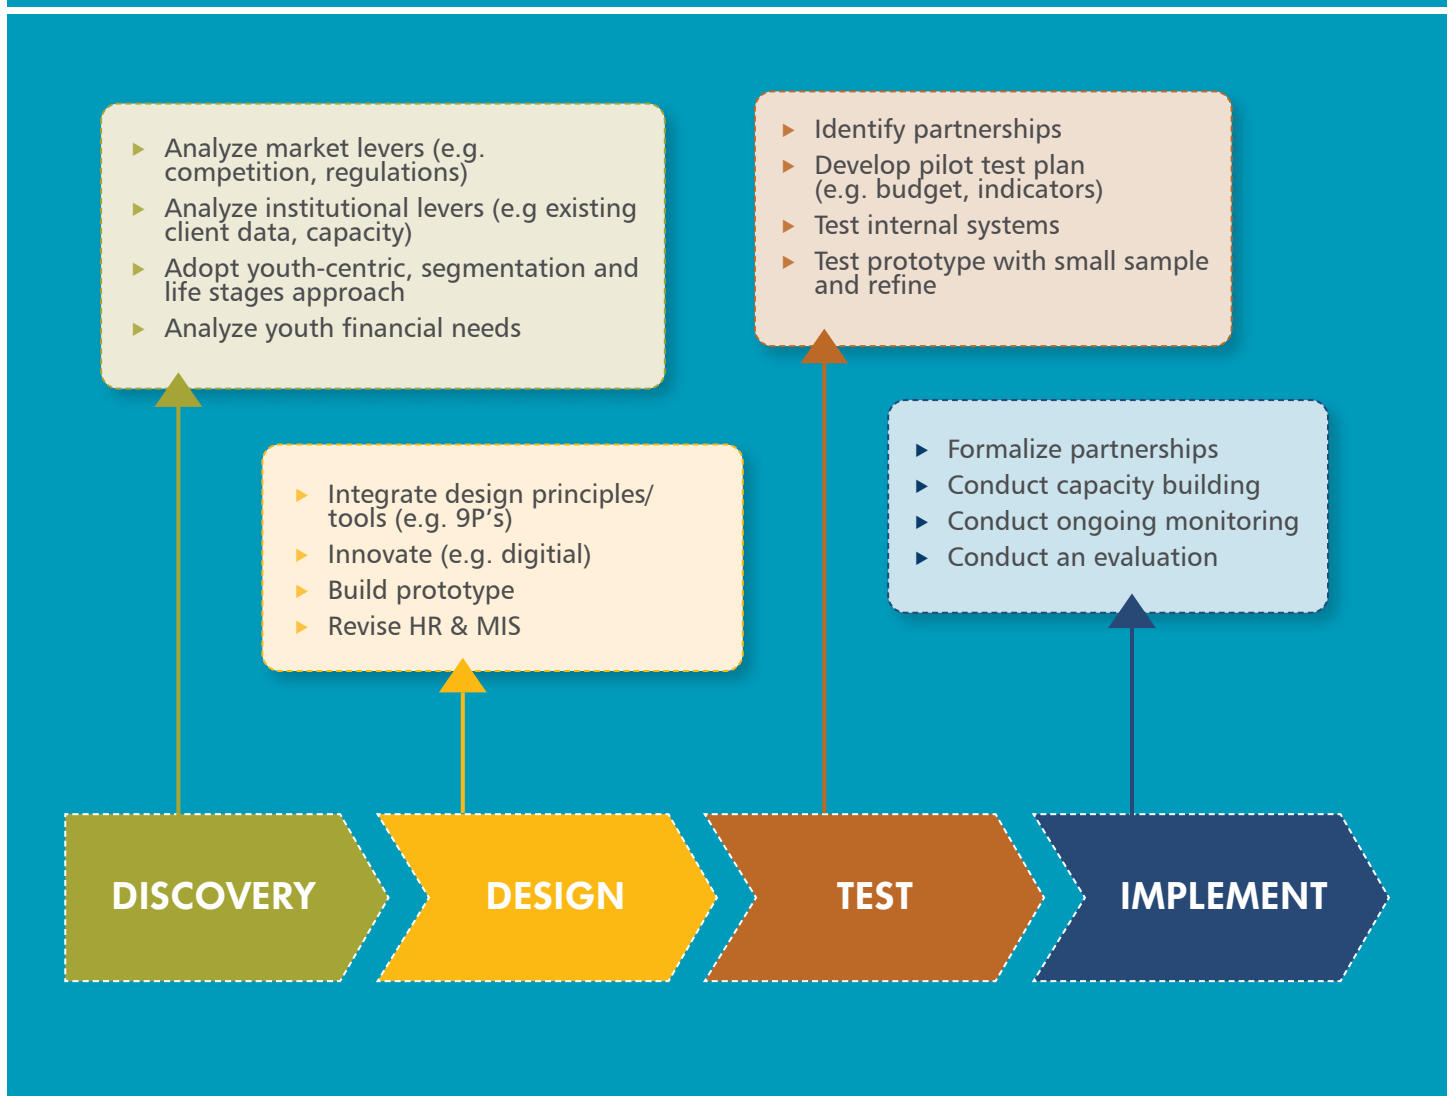 Analyze market levers (e.g.
competition, regulations)
Analyze institutional levers (e.g existing
client data, capacity)
Adopt youth-centric, segmentation and
life stages approach
Analyze youth financial needs
Identify partnerships
Develop pilot test plan
(e.g. budget, indicators)
Test internal systems
Test prototype with small sample
and refine
Integrate design principles/
tools (e.g. 9P’s)
Innovate (e.g. digitial)
Build prototype
Revise HR & MIS
Formalize partnerships
Conduct capacity building
Conduct ongoing monitoring
Conduct an evaluation
DISCOVERY
DESIGN
TEST
IMPLEMENT